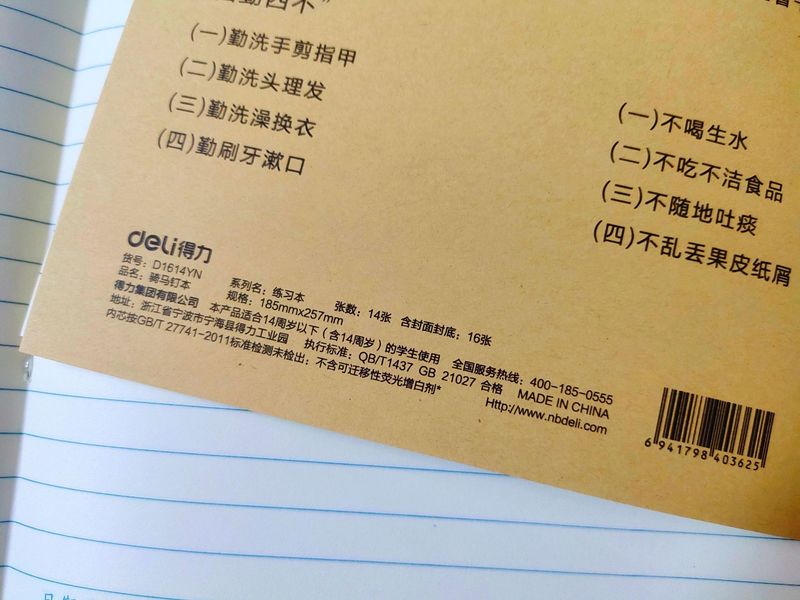 四勤四不”
(一)勤洗手剪指甲
(二)勤洗头理发
(三)勤洗澡换衣
(四)勤刷牙漱口
(一)不喝生水
(二)不吃不洁食品
(三)不随地吐痰
(四)不乱丢果皮纸屑
deli得力
货号：D1614YN 系列名：练习本 张数：14张 含封面封底：16张
品名：骑马钉本 规格：185mmx257mm
得力集团有限公司 本产品适合14周岁以下（含14周岁）的学生使用 全国服务热线：400-185-0555
地址：浙江省宁波市宁海县得力工业园 执行标准：QB/T1437 GB 21027 合格 MADE IN CHINA
内芯按GB/T 27741-2011标准检测未检出：不含可迁移性荧光增白剂* Http://www.nbdeli.com
6 941798 403625